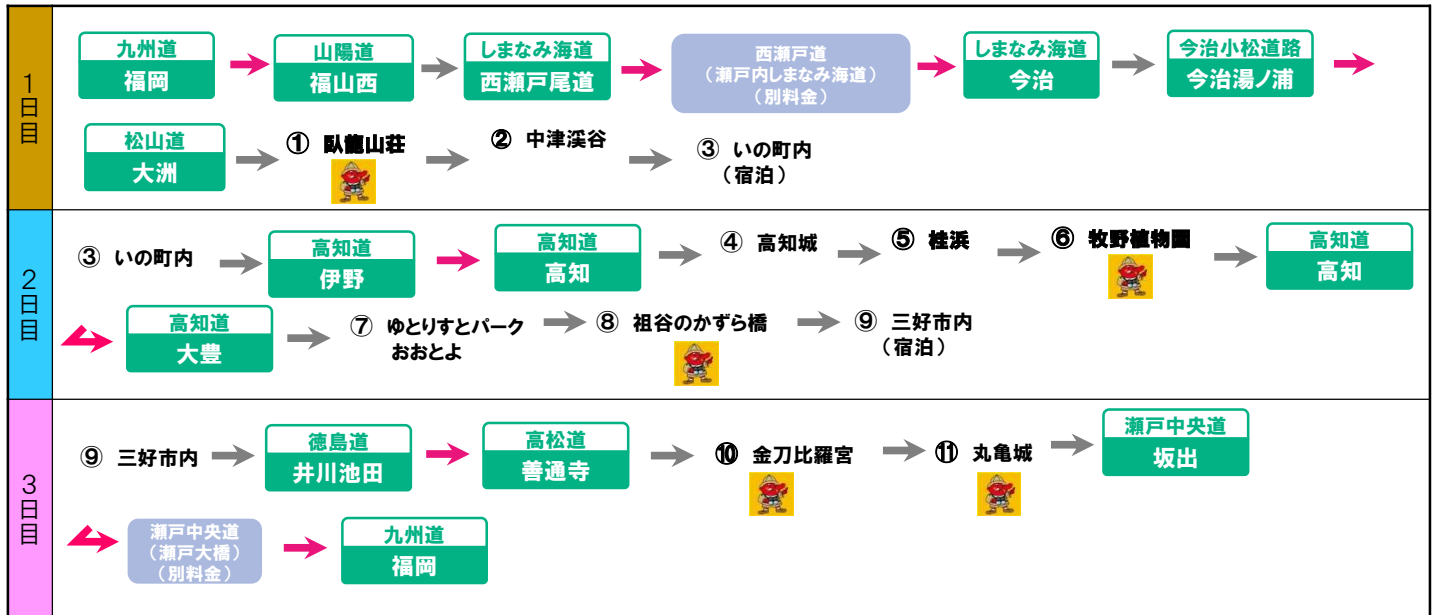 1日目
九州道
福岡
山陽道
福山西
しまなみ海道
西瀬戸尾道
西瀬戸道
(瀬戸内しまなみ海道)
(別料金)
しまなみ海道
今治
今治小松道路
今治湯ノ浦
松山道
大洲
① 臥龍山荘
② 中津渓谷
③ いの町内
(宿泊)
2日目
③ いの町内
高知道
伊野
高知道
高知
④ 高知城
⑤ 桂浜
⑥ 牧野植物園
高知道
高知
高知道
大豊
⑦ ゆとりすとパーク
おおとよ
⑧ 祖谷のかずら橋
⑨ 三好市内
(宿泊)
3日目
⑨ 三好市内
徳島道
井川池田
高松道
善通寺
⑩ 金刀比羅宮
⑪ 丸亀城
瀬戸中央道
坂出
瀬戸中央道
(瀬戸大橋)
(別料金)
九州道
福岡